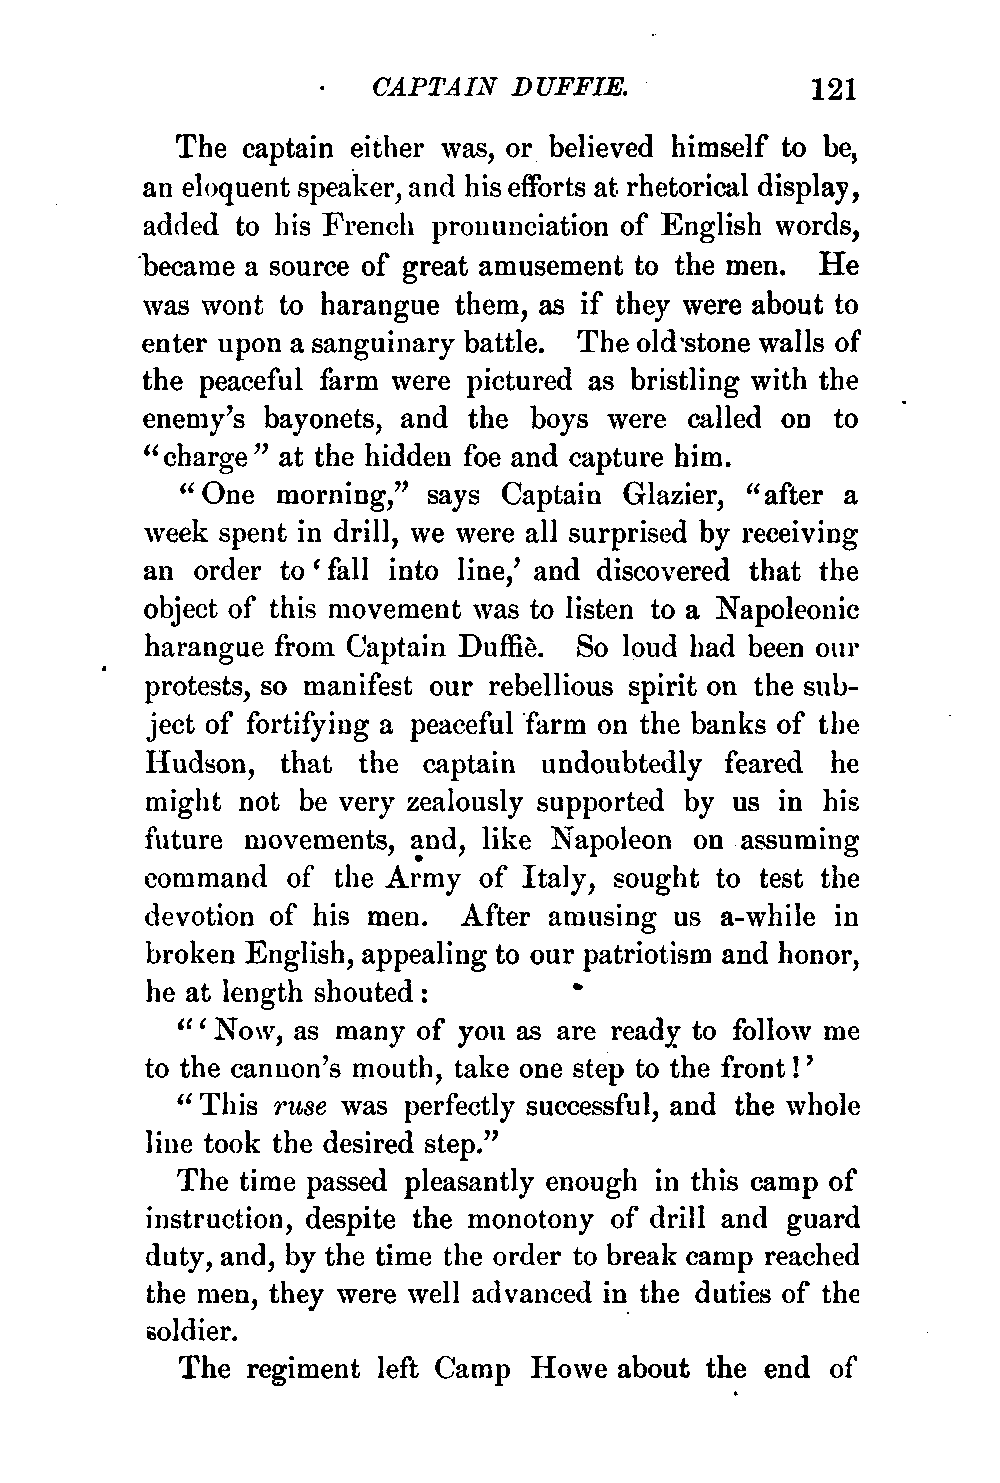 CAPTAIN DUFFIE. 121
The captain either was, or believed himself to be,
an eloquent speaker, and his efforts at rhetorical display,
added to his French pronunciation of English words,
became a source of great amusement to the men. He
was wont to harangue them, as if they were about to
enter upon a sanguinary battle. The old stone walls of
the peaceful farm were pictured as bristling with the
enemy's bayonets, and the boys were called on to
“charge” at the hidden foe and capture him.
“One morning,” says Captain Glazier, “after a
week spent in drill, we were all surprised by receiving
an order to ‘fall into line,’ and discovered that the
object of this movement was to listen to a Napoleonic
harangue from Captain Duffiè. So loud had been our
protests, so manifest our rebellious spirit on the sub-
ject of fortifying a peaceful farm on the banks of the
Hudson, that the captain undoubtedly feared he
might not be very zealously supported by us in his
future movements, and, like Napoleon on assuming
command of the Army of Italy, sought to test the
devotion of his men. After amusing us a-while in
broken English, appealing to our patriotism and honor,
he at length shouted:
“‘Now, as many of you as are ready to follow me
to the cannon's mouth, take one step to the front!’
“This ruse was perfectly successful, and the whole
line took the desired step.”
The time passed pleasantly enough in this camp of
instruction, despite the monotony of drill and guard
duty, and, by the time the order to break camp reached
the men, they were well advanced in the duties of the
soldier.
The regiment left Camp Howe about the end of